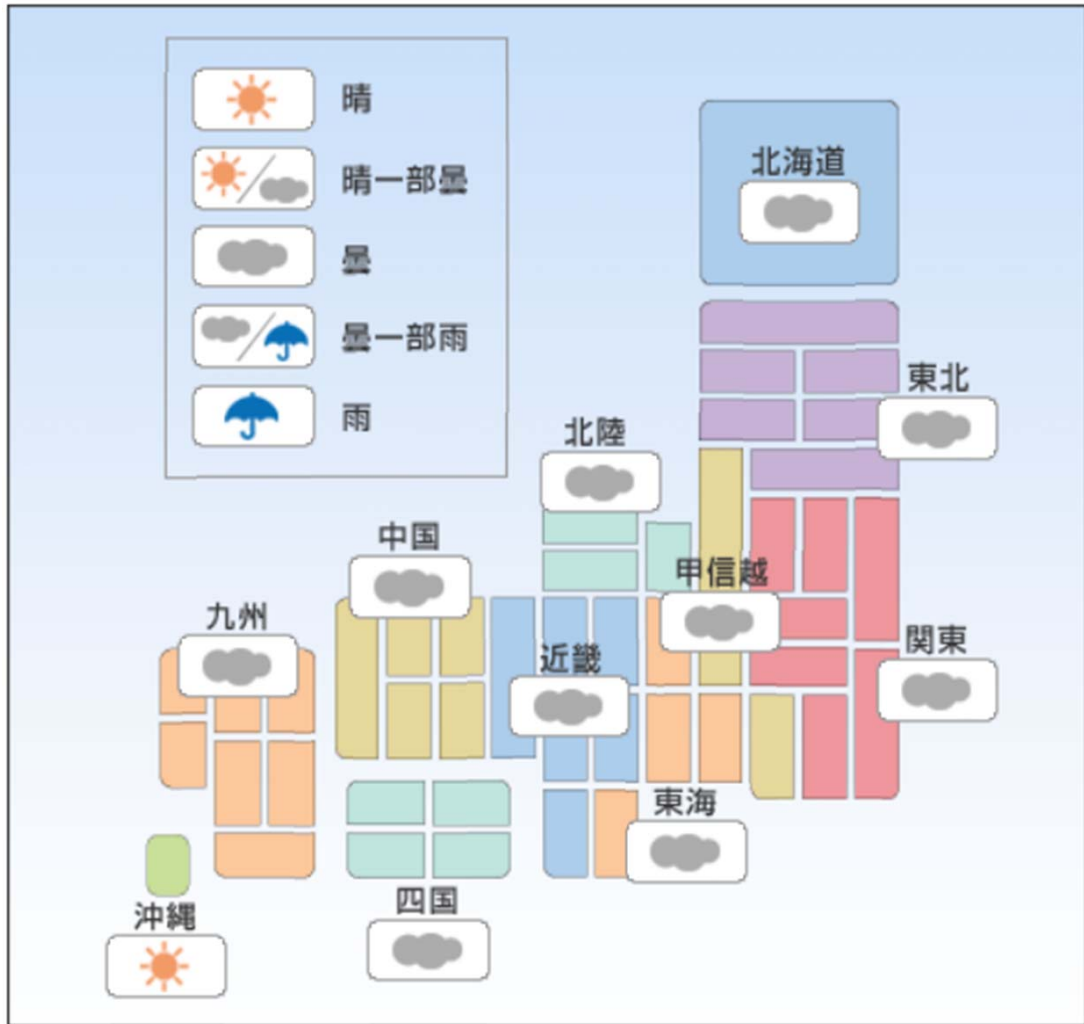 晴
晴一部曇
曇
曇一部雨
雨
北海道
東北
北陸
中国
甲信越
九州
関東
近畿
東海
四国
沖縄